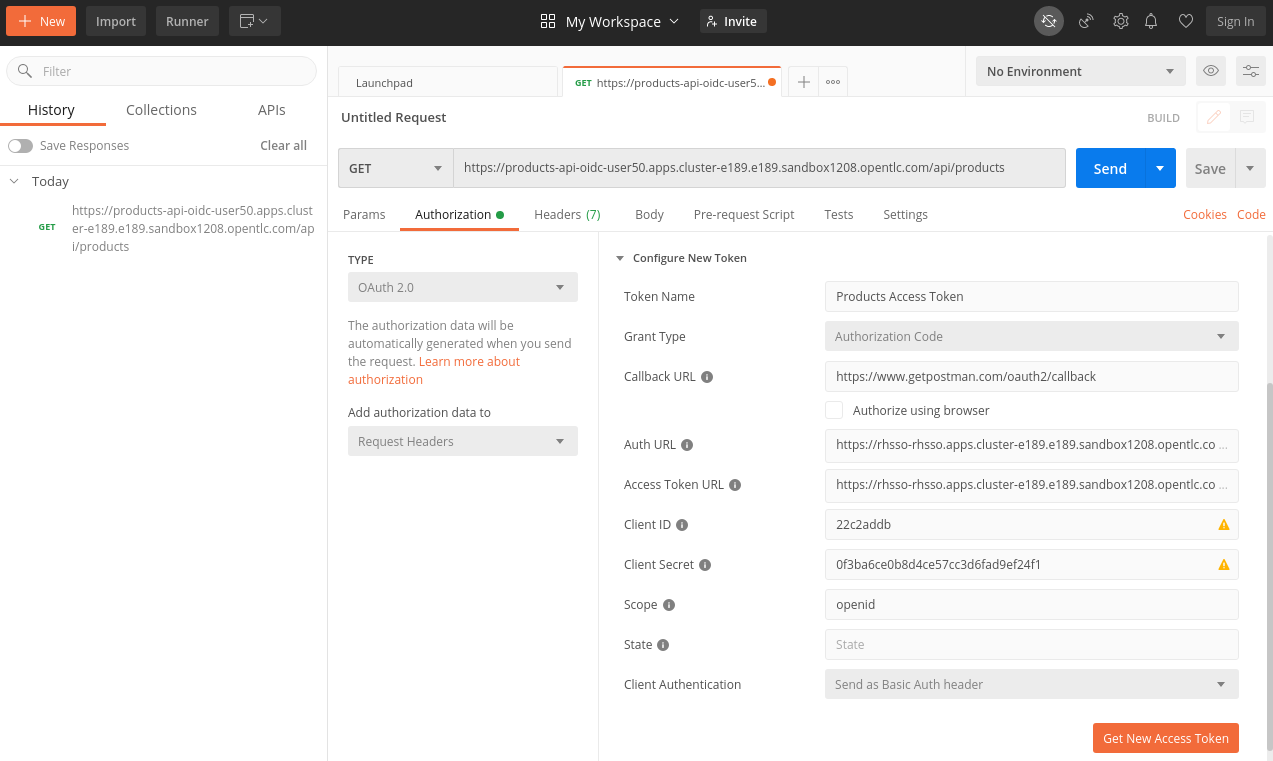 New
Import
Runner
My Workspace
Invite
Sign In
Filter
History
Collections
APIs
Save Responses
Clear all
Today
GET
https://products-api-oidc-user50.apps.clust
er-e189.e189.sandbox1208.opentlc.com/ap
i/products
Launchpad
GET https://products-api-oidc-user5...
No Environment
Untitled Request
BUILD
GET
https://products-api-oidc-user50.apps.cluster-e189.e189.sandbox1208.opentlc.com/api/products
Send
Save
Params
Authorization
Headers (7)
Body
Pre-request Script
Tests
Settings
Cookies
Code
TYPE
OAuth 2.0
The authorization data will be
automatically generated when you send
the request. Learn more about
authorization
Add authorization data to
Request Headers
Configure New Token
Token Name
Products Access Token
Grant Type
Authorization Code
Callback URL
https://www.getpostman.com/oauth2/callback
Authorize using browser
Auth URL
https://rhsso-rhsso.apps.cluster-e189.e189.sandbox1208.opentlc.co ...
Access Token URL
https://rhsso-rhsso.apps.cluster-e189.e189.sandbox1208.opentlc.co ...
Client ID
22c2addb
Client Secret
0f3ba6ce0b8d4ce57cc3d6fad9ef24f1
Scope
openid
State
State
Client Authentication
Send as Basic Auth header
Get New Access Token